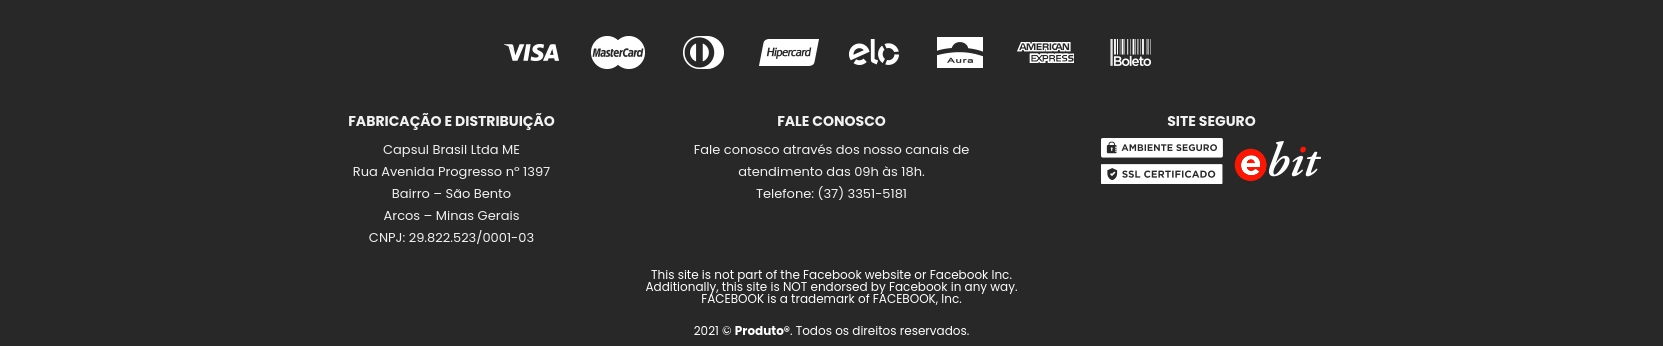 VISA MasterCard Hipercard elo Aura AMERICAN EXPRESS Boleto
FABRICAÇÃO E DISTRIBUIÇÃO
Capsul Brasil Ltda ME
Rua Avenida Progresso nº 1397
Bairro – São Bento
Arcos – Minas Gerais
CNPJ: 29.822.523/0001-03
FALE CONOSCO
Fale conosco através dos nosso canais de
atendimento das 09h às 18h.
Telefone: (37) 3351-5181
SITE SEGURO
AMBIENTE SEGURO
SSL CERTIFICADO
ebit
This site is not part of the Facebook website or Facebook Inc.
Additionally, this site is NOT endorsed by Facebook in any way.
FACEBOOK is a trademark of FACEBOOK, Inc.
2021 © Produto®. Todos os direitos reservados.